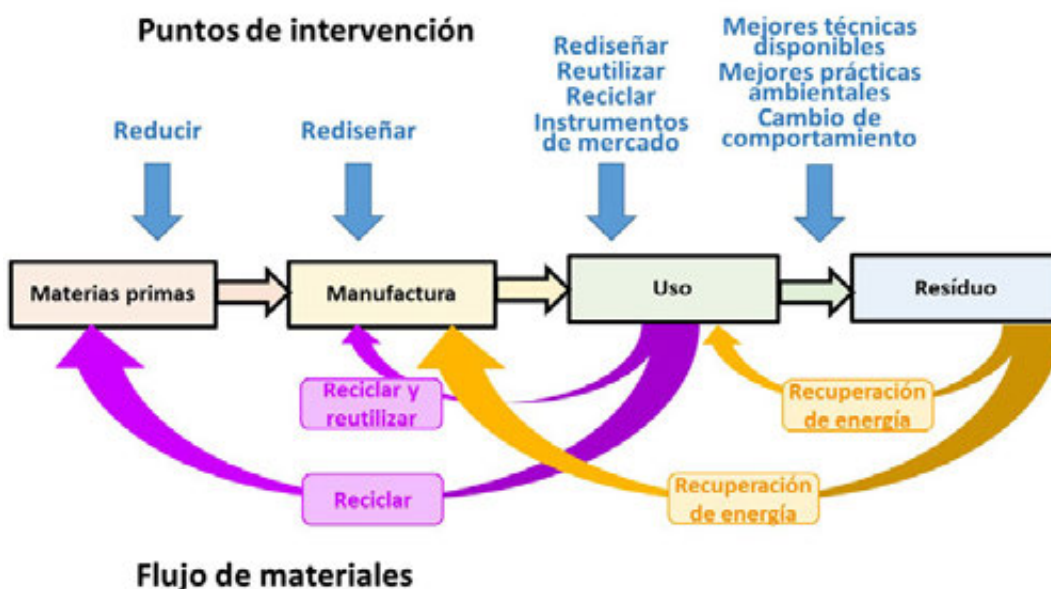 Puntos de intervención
Reducir
Rediseñar
Rediseñar
Reutilizar
Reciclar
Instrumentos
de mercado
Mejores técnicas
disponibles
Mejores prácticas
ambientales
Cambio de
comportamiento
Materias primas
Manufactura
Uso
Resíduo
Reciclar y
reutilizar
Recuperación
de energía
Reciclar
Recuperación
de energía
Flujo de materiales